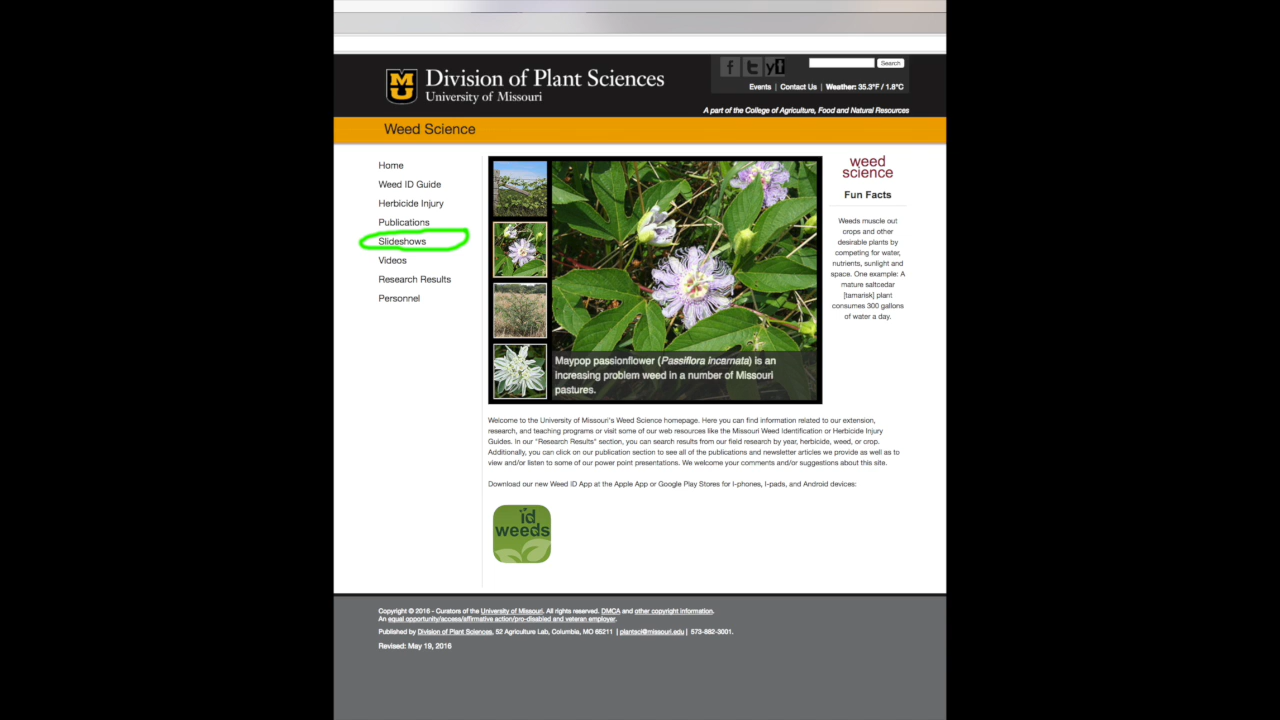 Division of Plant Sciences
University of Missouri
Search
Events | Contact Us | Weather: 35.3°F / 1.8°C
A part of the College of Agriculture, Food and Natural Resources
Weed Science
Home
Weed ID Guide
Herbicide Injury
Publications
Slideshows
Videos
Research Results
Personnel
Maypop passionflower (Passiflora incarnata) is an
increasing problem weed in a number of Missouri
pastures.
weed
science
Fun Facts
Weeds muscle out
crops and other
desirable plants by
competing for water,
nutrients, sunlight and
space. One example: A
mature saltcedar
[tamarisk] plant
consumes 300 gallons
of water a day.
Welcome to the University of Missouri's Weed Science homepage. Here you can find information related to our extension,
research, and teaching programs or visit some of our web resources like the Missouri Weed Identification or Herbicide Injury
Guides. In our "Research Results" section, you can search results from our field research by year, herbicide, weed, or crop.
Additionally, you can click on our publication section to see all of the publications and newsletter articles we provide as well as to
view and/or listen to some of our power point presentations. We welcome your comments and/or suggestions about this site.
Download our new Weed ID App at the Apple App or Google Play Stores for I-phones, I-pads, and Android devices:
id
weeds
Copyright © 2016 - Curators of the University of Missouri. All rights reserved. DMCA and other copyright information.
An equal opportunity/access/affirmative action/pro-disabled and veteran employer.
Published by Division of Plant Sciences, 52 Agriculture Lab, Columbia, MO 65211 | plantsci@missouri.edu | 573-882-3001.
Revised: May 19, 2016